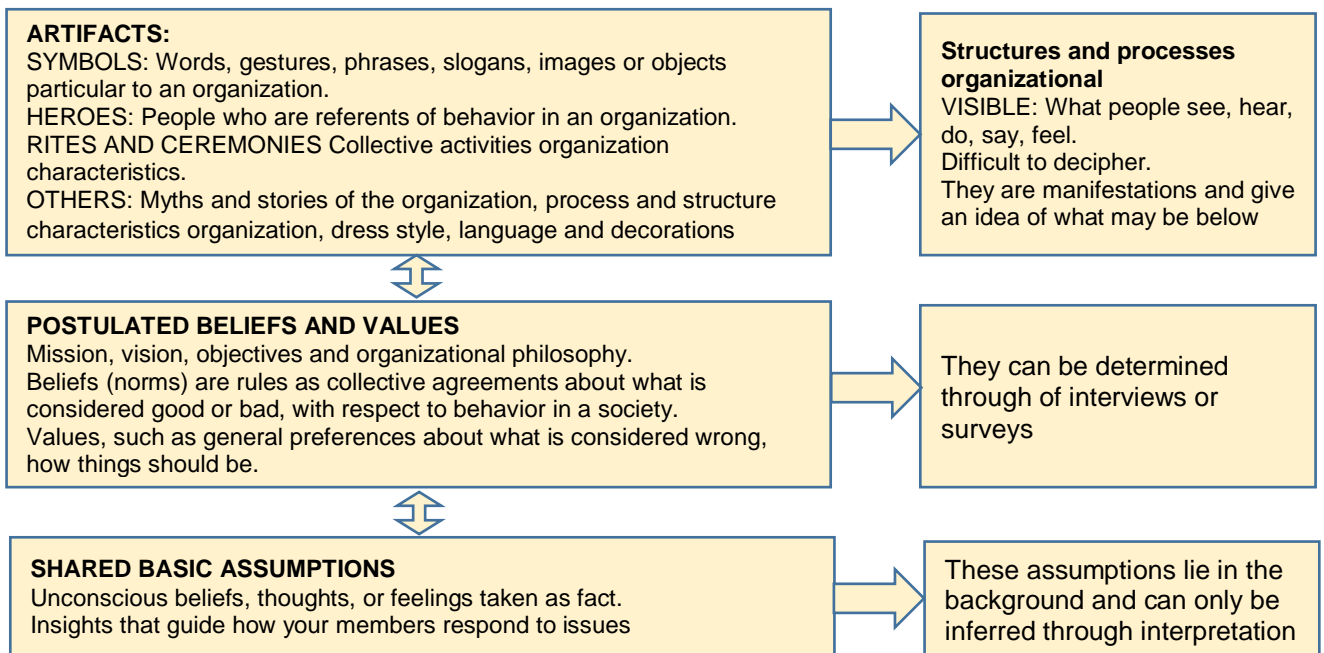 ARTIFACTS:
SYMBOLS: Words, gestures, phrases, slogans, images or objects
particular to an organization.
HEROES: People who are referents of behavior in an organization.
RITES AND CEREMONIES Collective activities organization
characteristics.
OTHERS: Myths and stories of the organization, process and structure
characteristics organization, dress style, language and decorations
Structures and processes
organizational
VISIBLE: What people see, hear,
do, say, feel.
Difficult to decipher.
They are manifestations and give
an idea of what may be below
POSTULATED BELIEFS AND VALUES
Mission, vision, objectives and organizational philosophy.
Beliefs (norms) are rules as collective agreements about what is
considered good or bad, with respect to behavior in a society.
Values, such as general preferences about what is considered wrong,
how things should be.
They can be determined
through of interviews or
surveys
SHARED BASIC ASSUMPTIONS
Unconscious beliefs, thoughts, or feelings taken as fact.
Insights that guide how your members respond to issues
These assumptions lie in the
background and can only be
inferred through interpretation